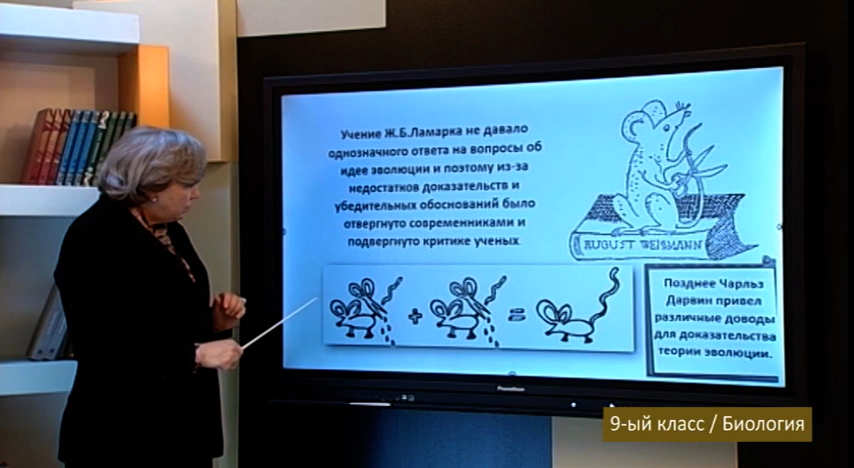 Учение Ж.Б.Ламарка не давало
однозначного ответа на вопросы об
идее эволюции и поэтому из-за
недостатков доказательств и
убедительных обоснований было
отвергнуто современниками и
подвергнуто критике ученых
AUGUST WEISMANN
+
=
Позднее Чарльз
Дарвин привел
различные доводы
для доказательства
теории эволюции.
Promethean
9-ый класс / Биология